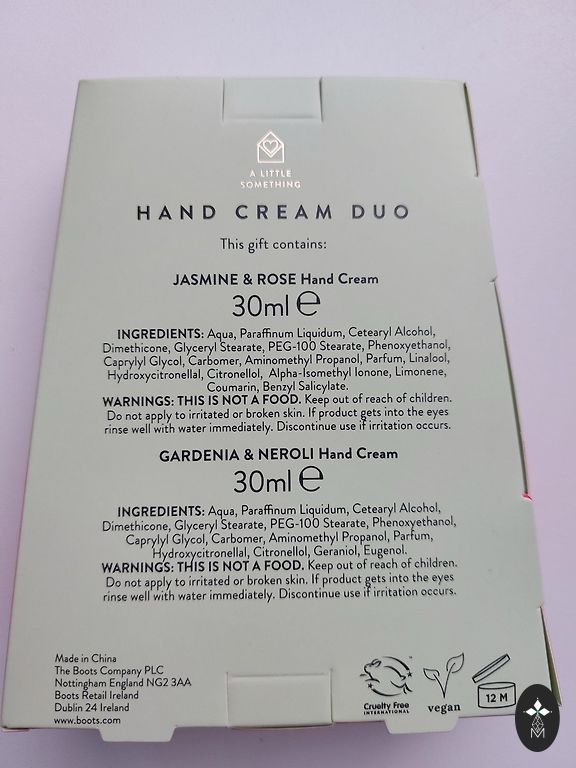 A LITTLE
SOMETHING
HAND CREAM DUO
This gift contains:
JASMINE & ROSE Hand Cream
30ml ℮
INGREDIENTS: Aqua, Paraffinum Liquidum, Cetearyl Alcohol,
Dimethicone, Glyceryl Stearate, PEG-100 Stearate, Phenoxyethanol,
Caprylyl Glycol, Carbomer, Aminomethyl Propanol, Parfum, Linalool,
Hydroxycitronellal, Citronellol, Alpha-Isomethyl Ionone, Limonene,
Coumarin, Benzyl Salicylate.
WARNINGS: THIS IS NOT A FOOD. Keep out of reach of children.
Do not apply to irritated or broken skin. If product gets into the eyes
rinse well with water immediately. Discontinue use if irritation occurs.
GARDENIA & NEROLI Hand Cream
30ml ℮
INGREDIENTS: Aqua, Paraffinum Liquidum, Cetearyl Alcohol,
Dimethicone, Glyceryl Stearate, PEG-100 Stearate, Phenoxyethanol,
Caprylyl Glycol, Carbomer, Aminomethyl Propanol, Parfum,
Hydroxycitronellal, Citronellol, Geraniol, Eugenol.
WARNINGS: THIS IS NOT A FOOD. Keep out of reach of children.
Do not apply to irritated or broken skin. If product gets into the eyes
rinse well with water immediately. Discontinue use if irritation occurs.
Made in China
The Boots Company PLC
Nottingham England NG2 3AA
Boots Retail Ireland
Dublin 24 Ireland
www.boots.com
Cruelty Free
INTERNATIONAL
vegan
12 M
M